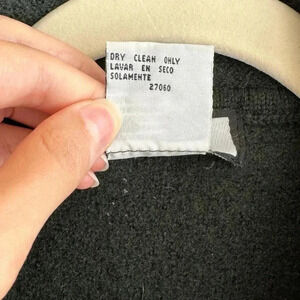 DRY CLEAN ONLY
LAVAR EN SECO
SOLAMENTE
27060